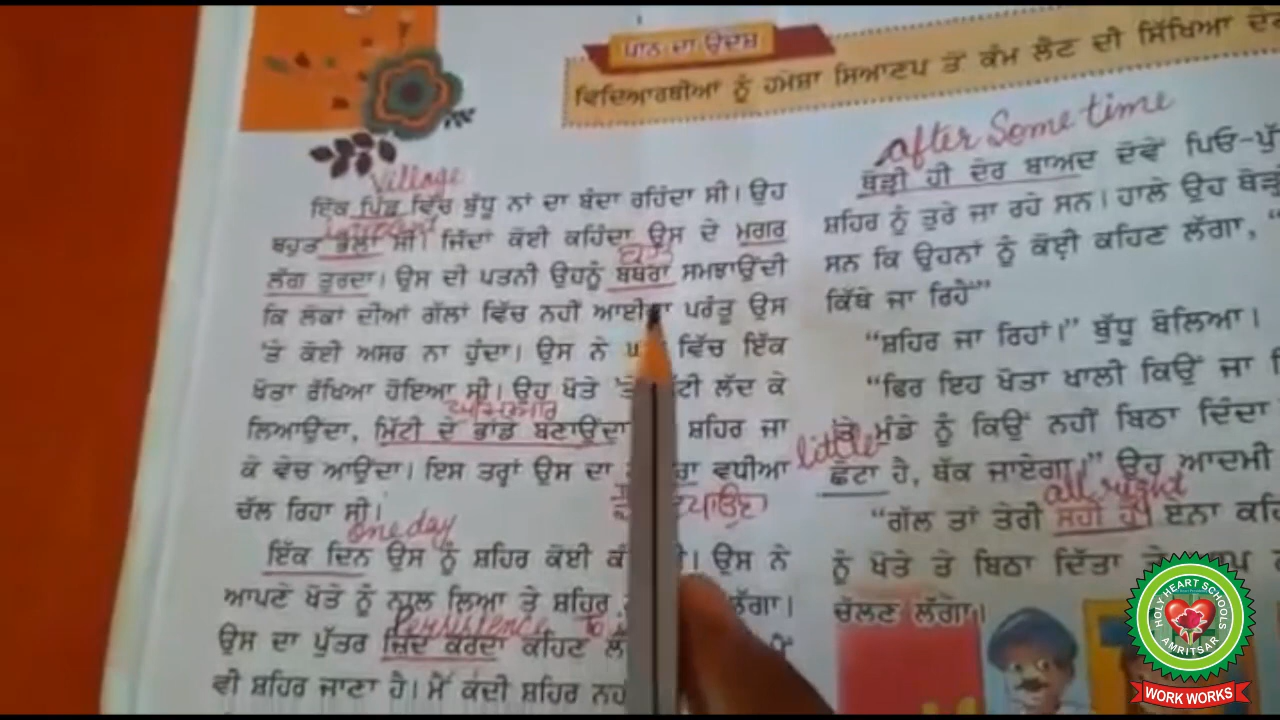 ਪਾਠ ਦਾ ਉਦੇਸ਼
ਵਿਦਿਆਰਥੀਆਂ ਨੂੰ ਹਮੇਸ਼ਾ ਸਿਆਣਪ ਤੋਂ ਕੰਮ ਲੈਣ ਦੀ ਸਿੱਖਿਆ
Village
ਇੱਕ ਪਿੰਡ ਵਿੱਚ ਬੁੱਧੂ ਨਾਂ ਦਾ ਬੰਦਾ ਰਹਿੰਦਾ ਸੀ। ਉਹ
ਬਹੁਤ ਭੋਲਾ ਸੀ। ਜਿੱਦਾਂ ਕੋਈ ਕਹਿੰਦਾ ਉਸ ਦੇ ਮਗਰ
ਲੱਗ ਤੁਰਦਾ। ਉਸ ਦੀ ਪਤਨੀ ਉਹਨੂੰ ਬਥੇਰਾ ਸਮਝਾਉਂਦੀ
ਕਿ ਲੋਕਾਂ ਦੀਆਂ ਗੱਲਾਂ ਵਿੱਚ ਨਹੀਂ ਆਈਦਾ ਪਰੰਤੂ ਉਸ
'ਤੇ ਕੋਈ ਅਸਰ ਨਾ ਹੁੰਦਾ। ਉਸ ਨੇ ਵਿੱਚ ਇੱਕ
ਖੋਤਾ ਰੱਖਿਆ ਹੋਇਆ ਸੀ। ਉਹ ਖੋਤੇ 'ਤੇ ਲੱਦ ਕੇ
ਲਿਆਉਂਦਾ, ਮਿੱਟੀ ਦੇ ਭਾਂਡੇ ਬਣਾਉਂਦਾ ਸ਼ਹਿਰ ਜਾ
ਕੇ ਵੇਚ ਆਉਂਦਾ। ਇਸ ਤਰ੍ਹਾਂ ਉਸ ਦਾ ਵਧੀਆ
ਚੱਲ ਰਿਹਾ ਸੀ।
one day
ਇੱਕ ਦਿਨ ਉਸ ਨੂੰ ਸ਼ਹਿਰ ਕੋਈ ਉਸ ਨੇ
ਆਪਣੇ ਖੋਤੇ ਨੂੰ ਨਾਲ ਲਿਆ ਤੇ ਸ਼ਹਿਰ ਲੱਗਾ।
ਉਸ ਦਾ ਪੁੱਤਰ ਜ਼ਿੱਦ ਕਰਦਾ ਕਹਿਣ
ਵੀ ਸ਼ਹਿਰ ਜਾਣਾ ਹੈ। ਮੈਂ ਕਦੀ ਸ਼ਹਿਰ
after Some time
ਥੋੜ੍ਹੀ ਹੀ ਦੇਰ ਬਾਅਦ ਦੋਵੇਂ
ਸ਼ਹਿਰ ਨੂੰ ਤੁਰੇ ਜਾ ਰਹੇ ਸਨ। ਹਾਲੇ ਉਹ
ਸਨ ਕਿ ਉਹਨਾਂ ਨੂੰ ਕੋਈ ਕਹਿਣ ਲੱਗਾ,
ਕਿੱਥੇ ਜਾ ਰਿਹੈ"
"ਸ਼ਹਿਰ ਜਾ ਰਿਹਾਂ।" ਬੁੱਧੂ ਬੋਲਿਆ।
"ਫਿਰ ਇਹ ਖੋਤਾ ਖਾਲੀ ਕਿਉਂ ਜਾ
ਮੁੰਡੇ ਨੂੰ ਕਿਉਂ ਨਹੀਂ ਬਿਠਾ ਦਿੰਦਾ
little
ਛੋਟਾ ਹੈ, ਥੱਕ ਜਾਏਗਾ।" ਉਹ ਆਦਮੀ
all right
"ਗੱਲ ਤਾਂ ਤੇਰੀ ਸਹੀ ਹੈ। ਏਨਾ
ਨੂੰ ਖੋਤੇ ਤੇ ਬਿਠਾ ਦਿੱਤਾ
ਚੱਲਣ ਲੱਗੇ।
HOLY HEART SCHOOLS
AMRITSAR
WORK WORKS